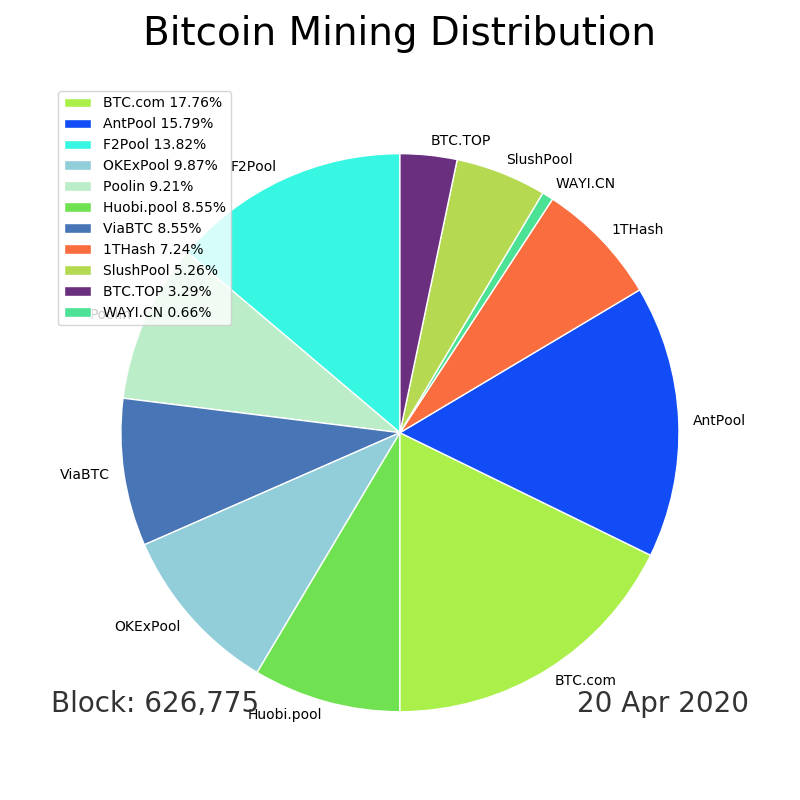 Bitcoin Mining Distribution
BTC.com 17.76%
AntPool 15.79%
F2Pool 13.82%
OKExPool 9.87%
Poolin 9.21%
Huobi.pool 8.55%
ViaBTC 8.55%
1THash 7.24%
SlushPool 5.26%
BTC.TOP 3.29%
WAYI.CN 0.66%
BTC.TOP
SlushPool
WAYI.CN
F2Pool
1THash
Poolin
AntPool
ViaBTC
OKExPool
BTC.com
Huobi.pool
Block: 626,775
20 Apr 2020